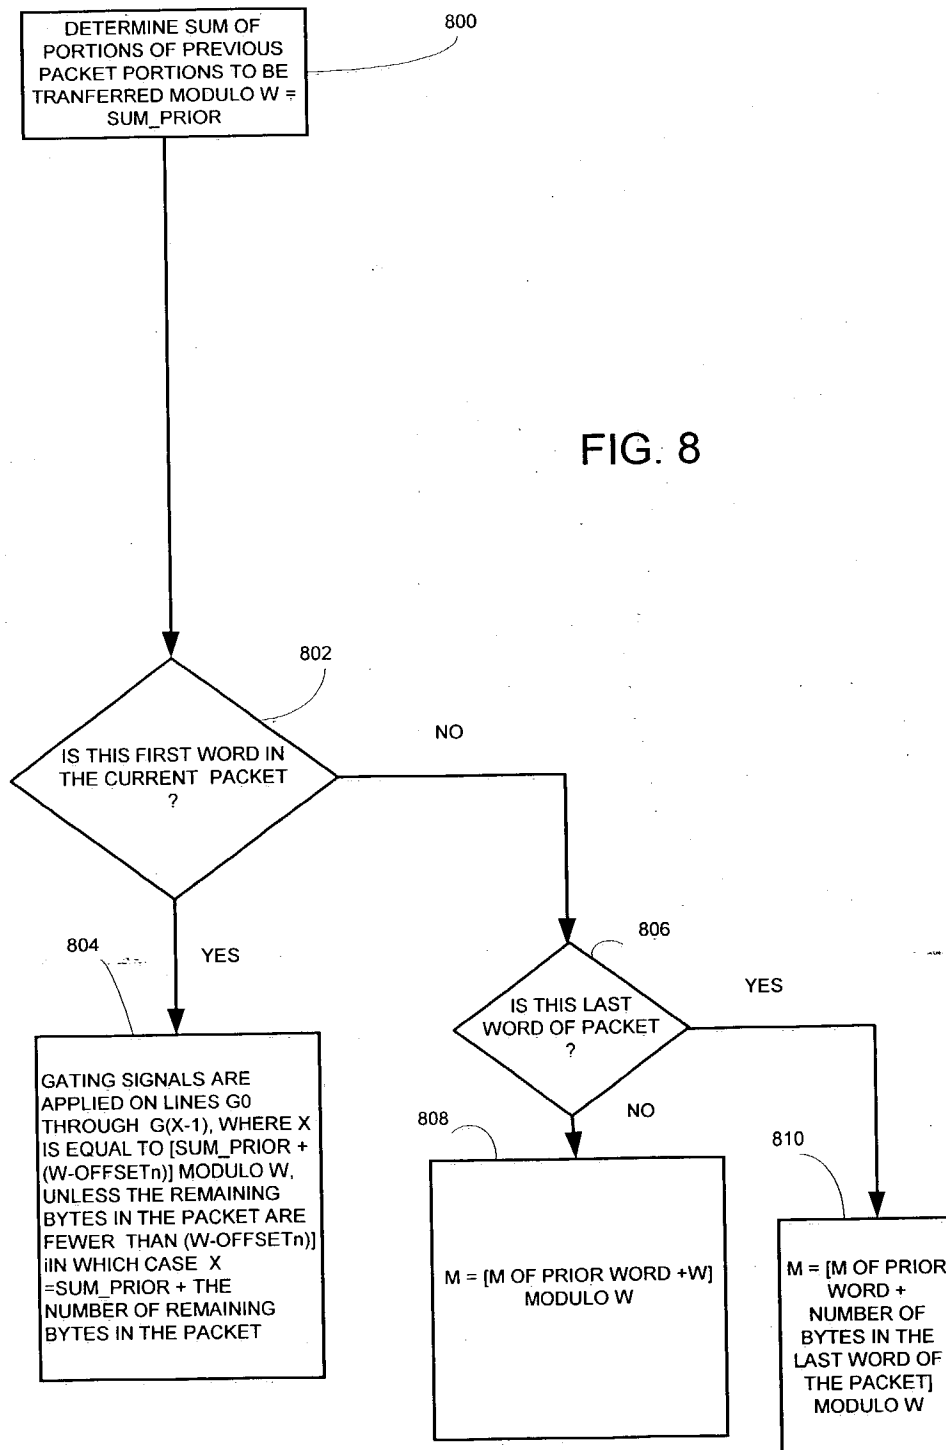 DETERMINE SUM OF
PORTIONS OF PREVIOUS
PACKET PORTIONS TO BE
TRANFERRED MODULO W =
SUM_PRIOR
800
FIG. 8
802
IS THIS FIRST WORD IN
THE CURRENT PACKET
?
NO
YES
804
GATING SIGNALS ARE
APPLIED ON LINES G0
THROUGH G(X-1), WHERE X
IS EQUAL TO [SUM_PRIOR +
(W-OFFSETn)] MODULO W,
UNLESS THE REMAINING
BYTES IN THE PACKET ARE
FEWER THAN (W-OFFSETn)]
iIN WHICH CASE X
=SUM_PRIOR + THE
NUMBER OF REMAINING
BYTES IN THE PACKET
806
IS THIS LAST
WORD OF PACKET
?
YES
NO
808
M = [M OF PRIOR WORD +W]
MODULO W
810
M = [M OF PRIOR
WORD +
NUMBER OF
BYTES IN THE
LAST WORD OF
THE PACKET]
MODULO W